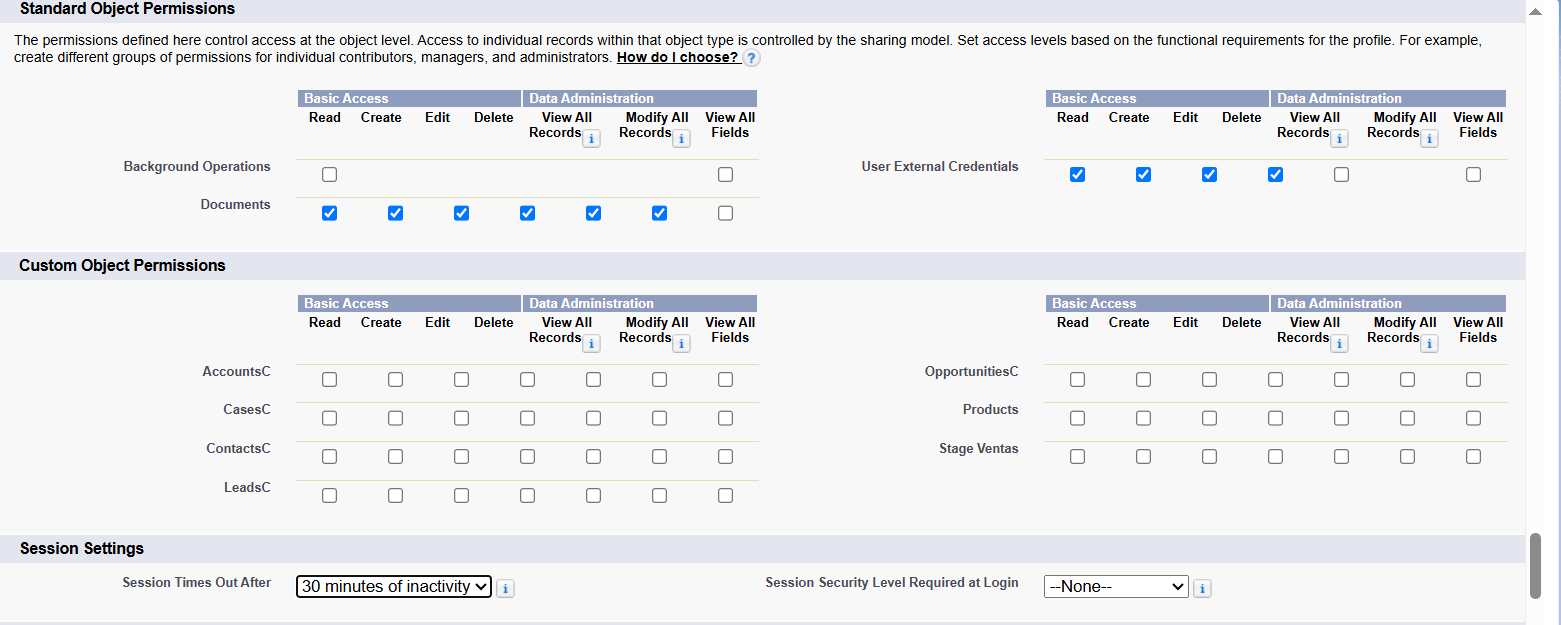 Standard Object Permissions
The permissions defined here control access at the object level. Access to individual records within that object type is controlled by the sharing model. Set access levels based on the functional requirements for the profile. For example,
create different groups of permissions for individual contributors, managers, and administrators. How do I choose? ?
Basic Access Data Administration
Read Create Edit Delete View All Records i Modify All Records i View All Fields
Background Operations
Documents
Basic Access Data Administration
Read Create Edit Delete View All Records i Modify All Records i View All Fields
User External Credentials
Custom Object Permissions
Basic Access Data Administration
Read Create Edit Delete View All Records i Modify All Records i View All Fields
AccountsC
CasesC
ContactsC
LeadsC
Basic Access Data Administration
Read Create Edit Delete View All Records i Modify All Records i View All Fields
OpportunitiesC
Products
Stage Ventas
Session Settings
Session Times Out After 30 minutes of inactivity i
Session Security Level Required at Login --None-- i